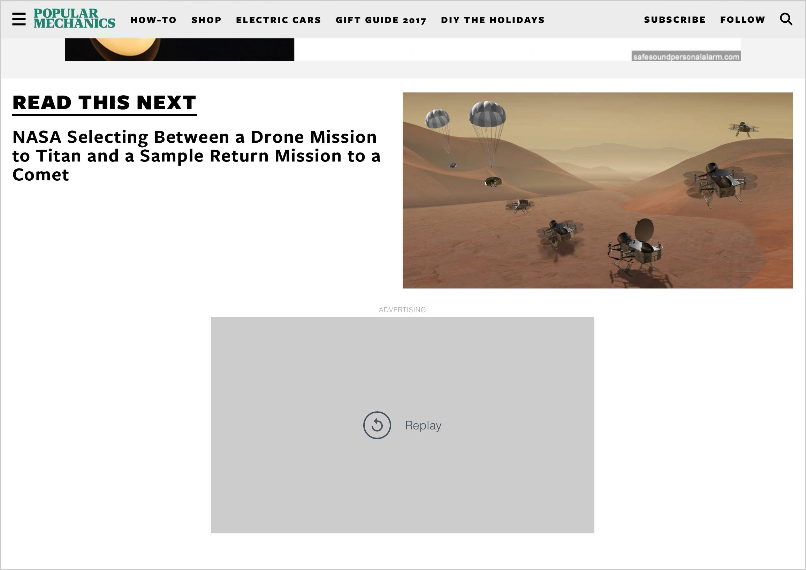 POPULAR
MECHANICS
HOW-TO SHOP ELECTRIC CARS GIFT GUIDE 2017 DIY THE HOLIDAYS SUBSCRIBE FOLLOW
safesoundpersonalalarm.com
READ THIS NEXT
NASA Selecting Between a Drone Mission
to Titan and a Sample Return Mission to a
Comet
ADVERTISING
Replay